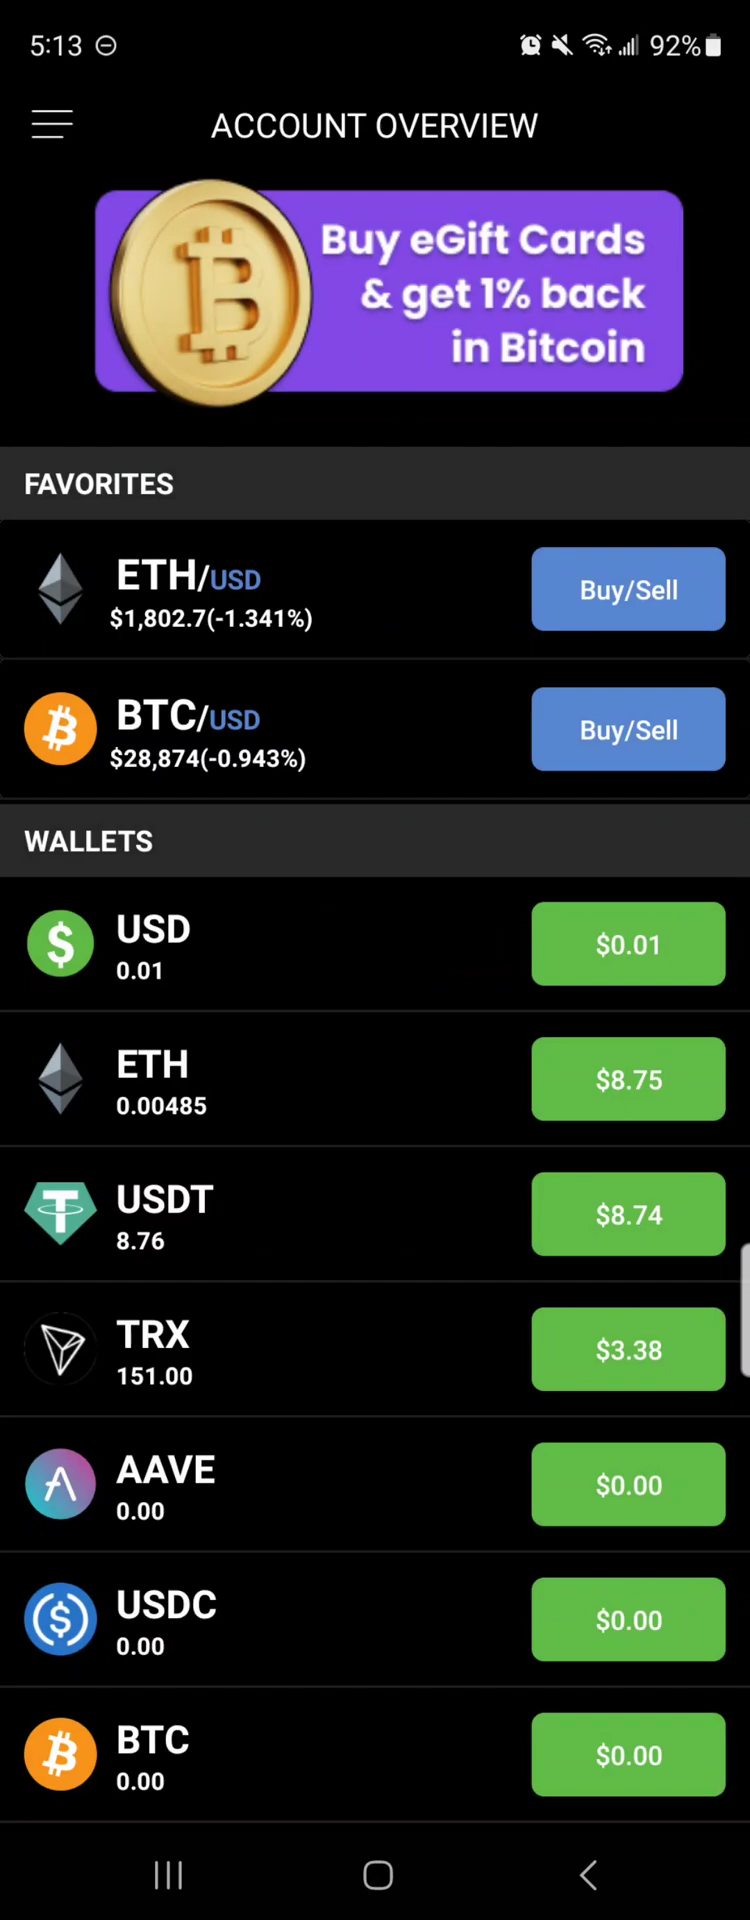 5:13
92%
ACCOUNT OVERVIEW
Buy eGift Cards
& get 1% back
in Bitcoin
FAVORITES
ETH/USD
$1,802.7(-1.341%)
Buy/Sell
BTC/USD
$28,874(-0.943%)
Buy/Sell
WALLETS
USD
0.01
$0.01
ETH
0.00485
$8.75
USDT
8.76
$8.74
TRX
151.00
$3.38
AAVE
0.00
$0.00
USDC
0.00
$0.00
BTC
0.00
$0.00